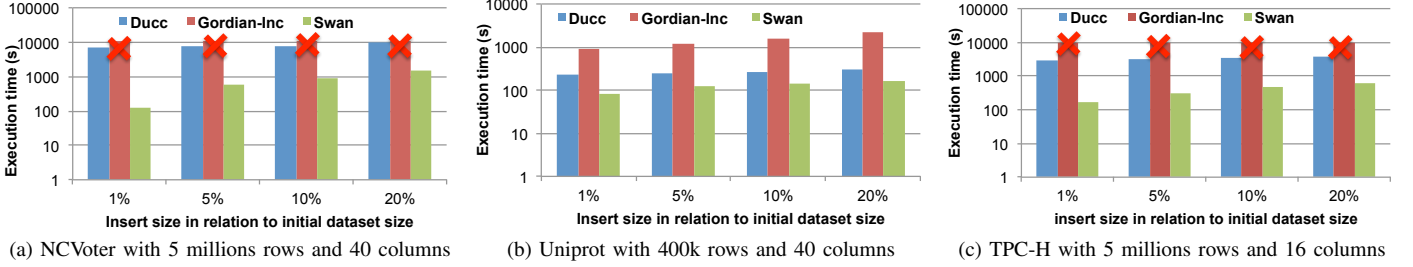 100000
10000
1000
100
10
1
Execution time (s)
Ducc Gordian-Inc Swan
1% 5% 10% 20%
Insert size in relation to initial dataset size
(a) NCVoter with 5 millions rows and 40 columns
10000
1000
100
10
1
Execution time (s)
Ducc Gordian-Inc Swan
1% 5% 10% 20%
Insert size in relation to initial dataset size
(b) Uniprot with 400k rows and 40 columns
100000
10000
1000
100
10
1
Execution time (s)
Ducc Gordian-Inc Swan
1% 5% 10% 20%
insert size in relation to initial dataset size
(c) TPC-H with 5 millions rows and 16 columns